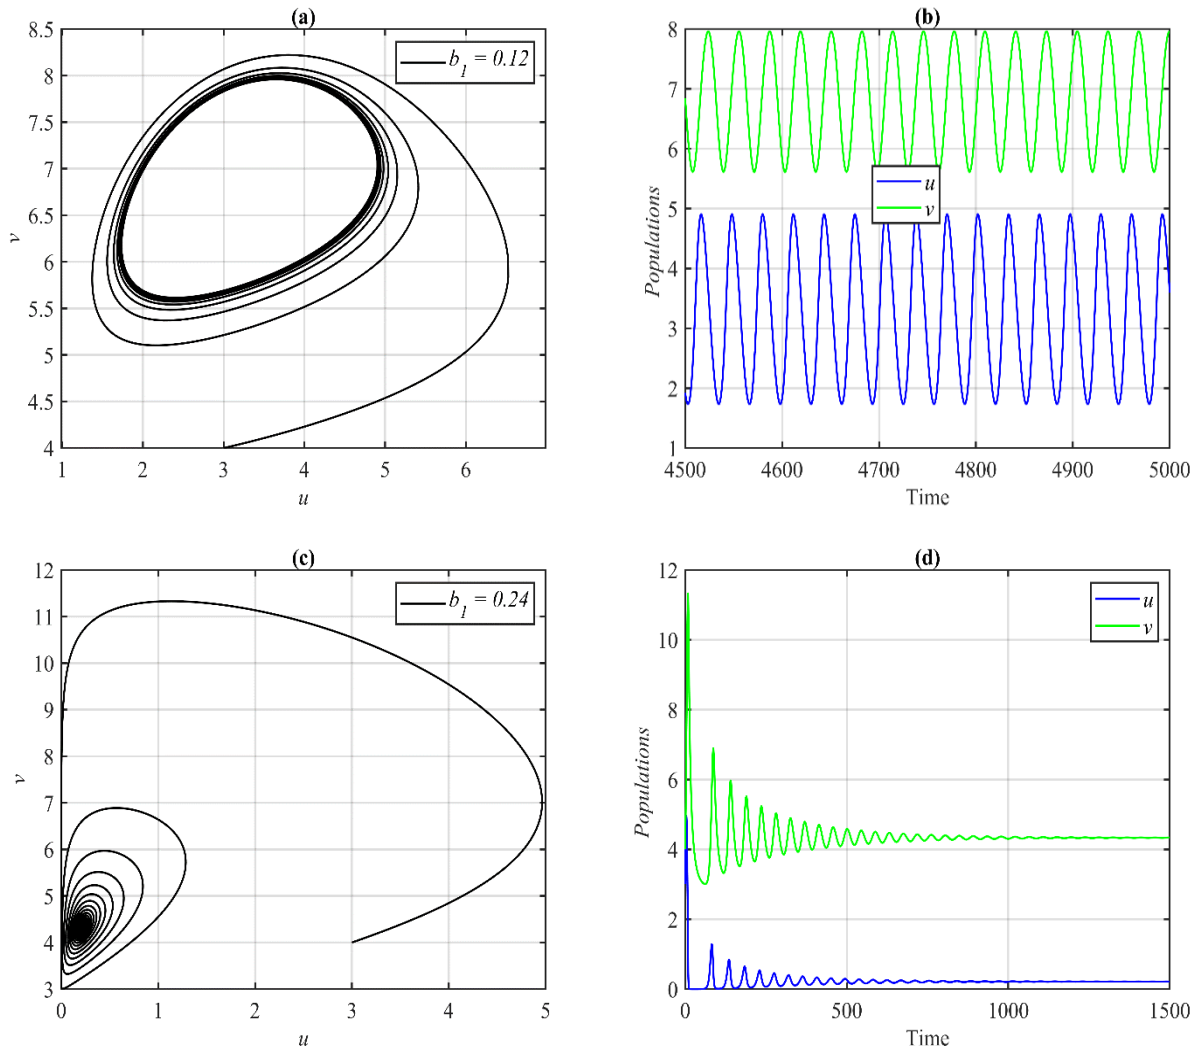 (a)
8.5
8
7.5
7
6.5
6
5.5
5
4.5
4
v
b1 = 0.12
1 2 3 4 5 6
u
(b)
8
7
6
5
4
3
2
1
Populations
u
v
4500 4600 4700 4800 4900 5000
Time
(c)
12
11
10
9
8
7
6
5
4
3
v
b1 = 0.24
0 1 2 3 4 5
u
(d)
12
10
8
6
4
2
0
Populations
u
v
0 500 1000 1500
Time